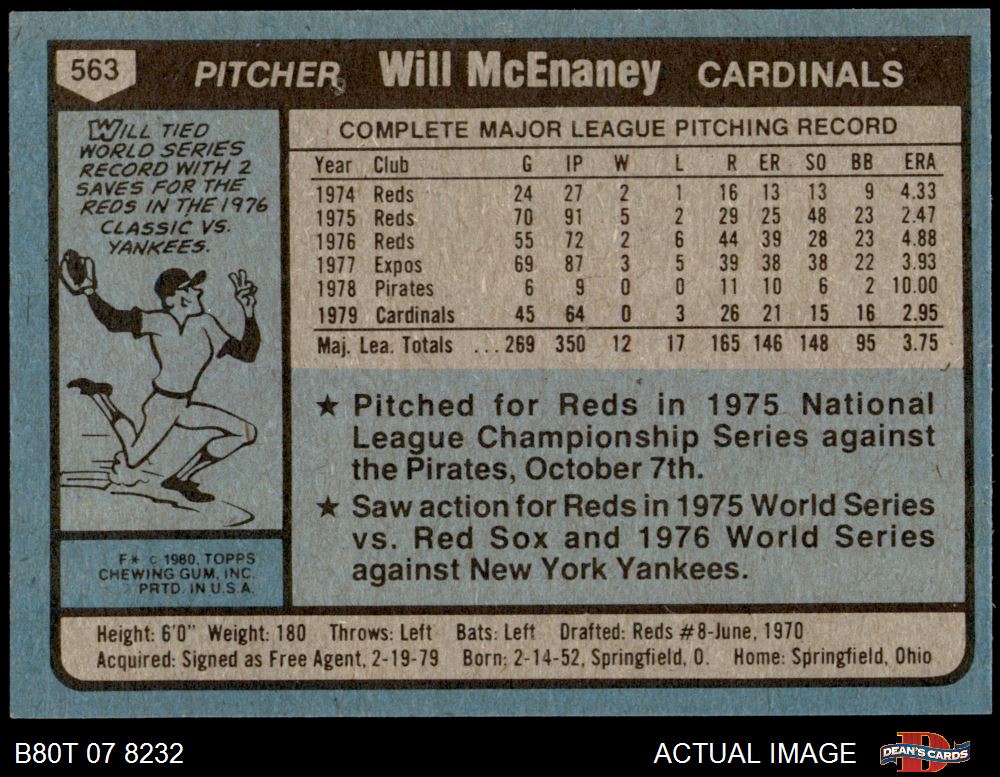 563 PITCHER Will McEnaney CARDINALS
WILL TIED
WORLD SERIES
RECORD WITH 2
SAVES FOR THE
REDS IN THE 1976
CLASSIC VS.
YANKEES.
COMPLETE MAJOR LEAGUE PITCHING RECORD
Year Club G IP W L R ER SO BB ERA
1974 Reds 24 27 2 1 16 13 13 9 4.33
1975 Reds 70 91 5 2 29 25 48 23 2.47
1976 Reds 55 72 2 6 44 39 28 23 4.88
1977 Expos 69 87 3 5 39 38 38 22 3.93
1978 Pirates 6 9 0 0 11 10 6 2 10.00
1979 Cardinals 45 64 0 3 26 21 15 16 2.95
Maj. Lea. Totals ...269 350 12 17 165 146 148 95 3.75
★ Pitched for Reds in 1975 National
League Championship Series against
the Pirates, October 7th.
★ Saw action for Reds in 1975 World Series
vs. Red Sox and 1976 World Series
against New York Yankees.
F* © 1980. TOPPS
CHEWING GUM, INC.
PRTD. IN U.S.A.
Height: 6'0" Weight: 180 Throws: Left Bats: Left Drafted: Reds #8-June, 1970
Acquired: Signed as Free Agent, 2-19-79 Born: 2-14-52, Springfield, O. Home: Springfield, Ohio
B80T 07 8232 ACTUAL IMAGE DEAN'S CARDS